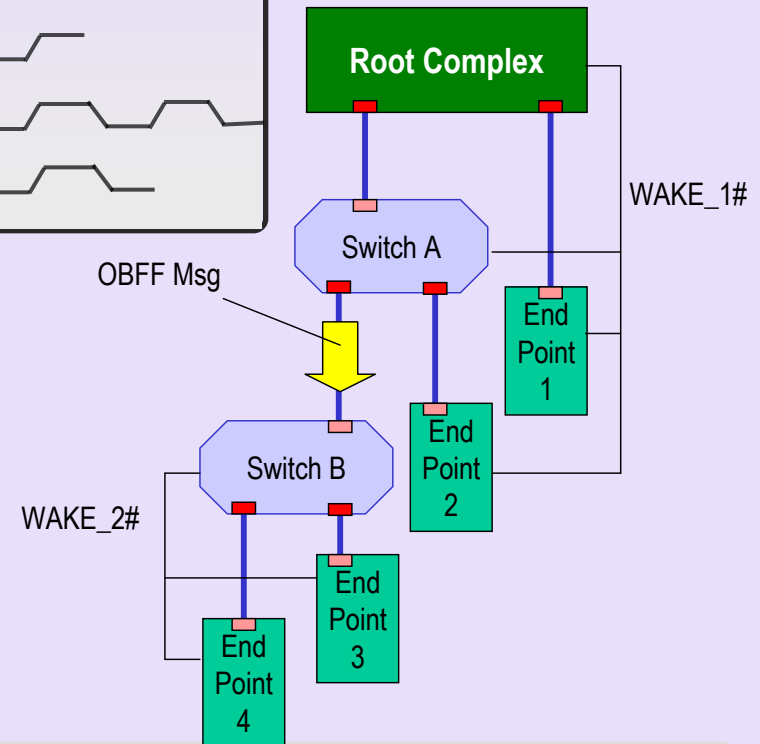 Root Complex
WAKE_1#
Switch A
OBFF Msg
End
Point
1
End
Point
2
Switch B
WAKE_2#
End
Point
3
End
Point
4